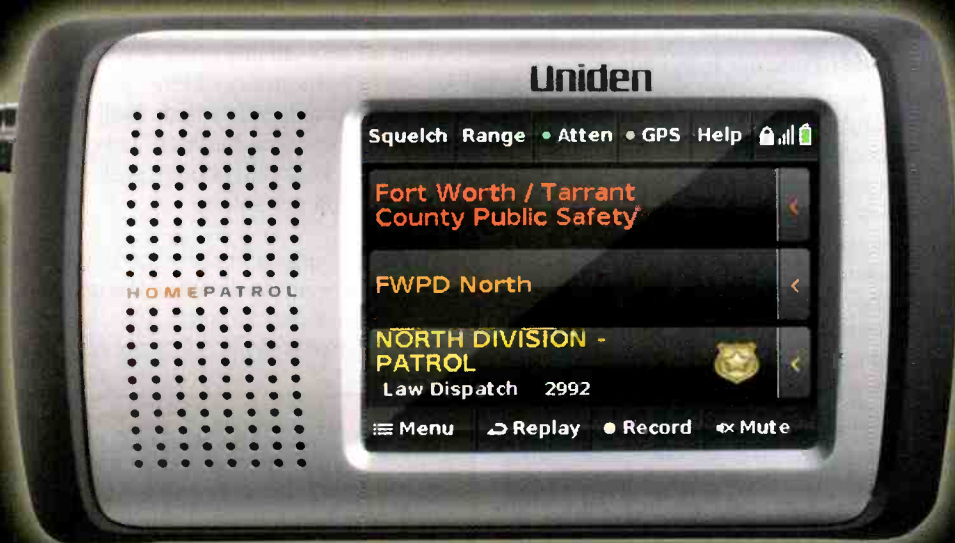 Uniden
Squelch Range Atten GPS Help
Fort Worth / Tarrant
County Public Safety
FWPD North
NORTH DIVISION -
PATROL
Law Dispatch 2992
Menu Replay Record Mute
HOMEPATROL